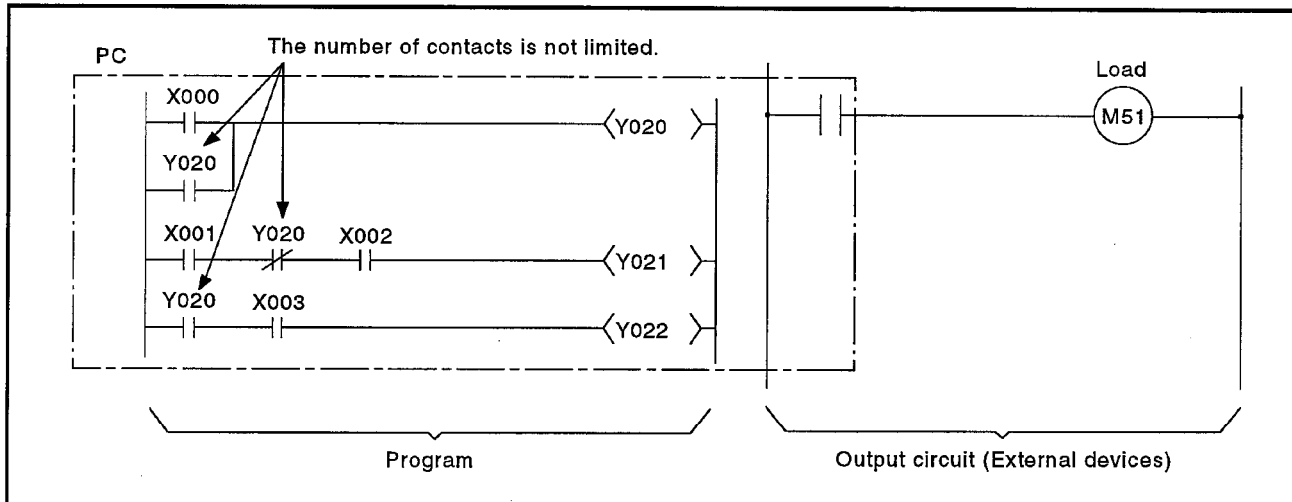 The number of contacts is not limited.
PC
Load
X000
Y020
M51
Y020
X001 Y020 X002
Y021
Y020 X003
Y022
Program
Output circuit (External devices)